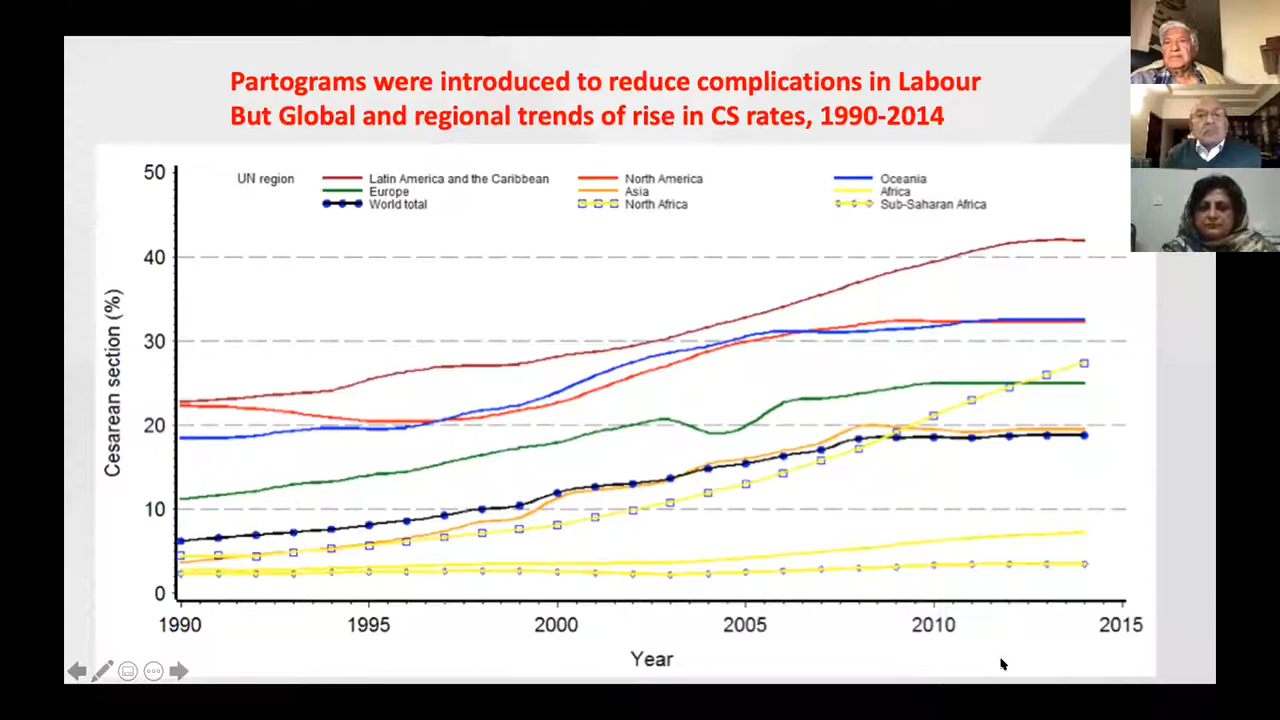 Partograms were introduced to reduce complications in Labour
But Global and regional trends of rise in CS rates, 1990-2014
UN region
Latin America and the Caribbean
North America
Oceania
Europe
Asia
Africa
World total
North Africa
Sub-Saharan Africa
Cesarean section (%)
50
40
30
20
10
0
1990 1995 2000 2005 2010 2015
Year